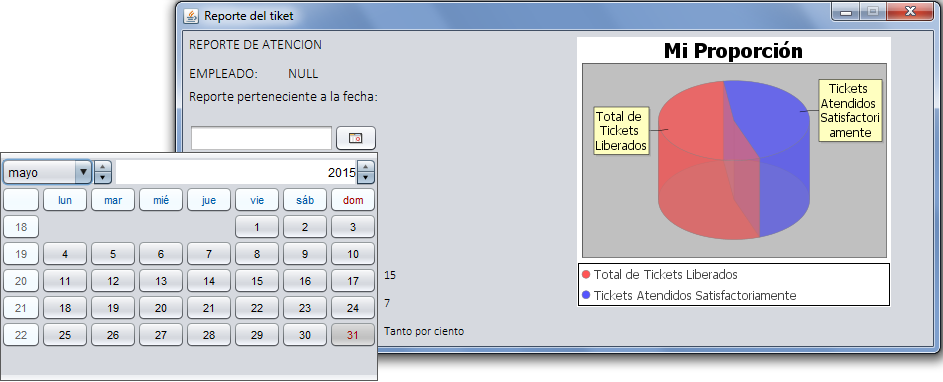 Reporte del tiket
REPORTE DE ATENCION
EMPLEADO: NULL
Reporte perteneciente a la fecha:
mayo 2015
lun mar mié jue vie sáb dom
18 1 2 3
19 4 5 6 7 8 9 10
20 11 12 13 14 15 16 17
21 18 19 20 21 22 23 24
22 25 26 27 28 29 30 31
15
7
Tanto por ciento
Mi Proporción
Total de
Tickets
Liberados
Tickets
Atendidos
Satisfactori
amente
Total de Tickets Liberados
Tickets Atendidos Satisfactoriamente